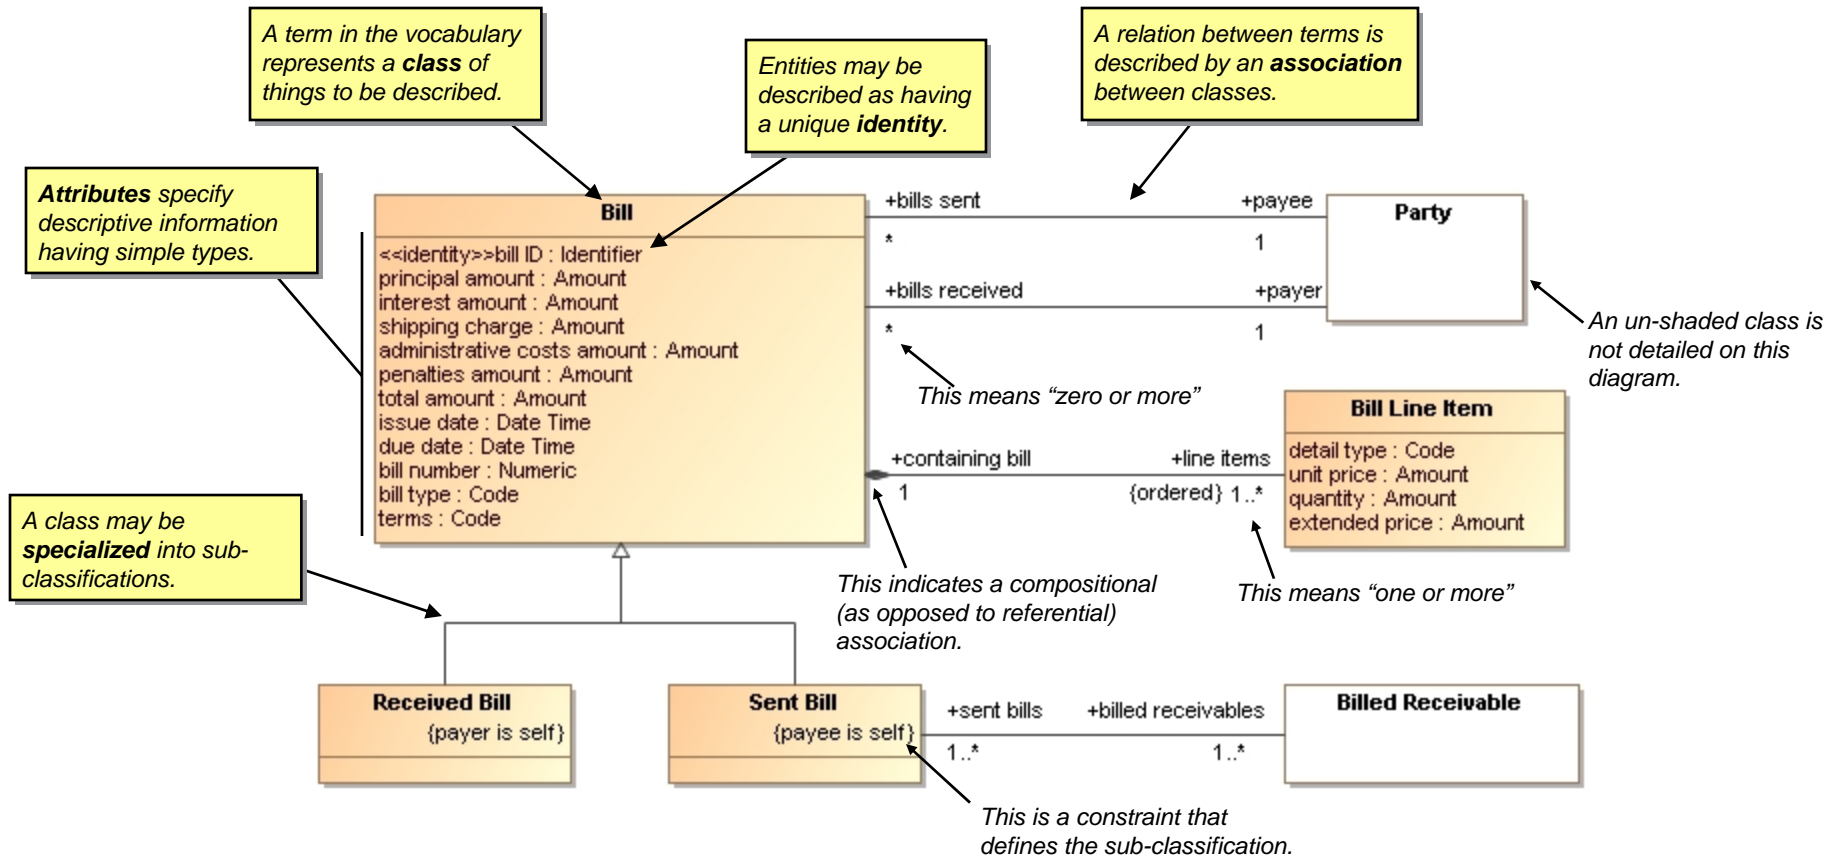 A term in the vocabulary
represents a class of
things to be described.
Entities may be
described as having
a unique identity.
A relation between terms is
described by an association
between classes.
Attributes specify
descriptive information
having simple types.
Bill
<<identity>>bill ID : Identifier
principal amount : Amount
interest amount : Amount
shipping charge : Amount
administrative costs amount : Amount
penalties amount : Amount
total amount : Amount
issue date : Date Time
due date : Date Time
bill number : Numeric
bill type : Code
terms : Code
+bills sent
*
+payee
1
+bills received
*
+payer
1
Party
An un-shaded class is
not detailed on this
diagram.
This means “zero or more”
+containing bill
1
+line items
{ordered} 1..*
Bill Line Item
detail type : Code
unit price : Amount
quantity : Amount
extended price : Amount
A class may be
specialized into sub-
classifications.
This indicates a compositional
(as opposed to referential)
association.
This means “one or more”
Received Bill
{payer is self}
Sent Bill
{payee is self}
+sent bills
1..*
+billed receivables
1..*
Billed Receivable
This is a constraint that
defines the sub-classification.